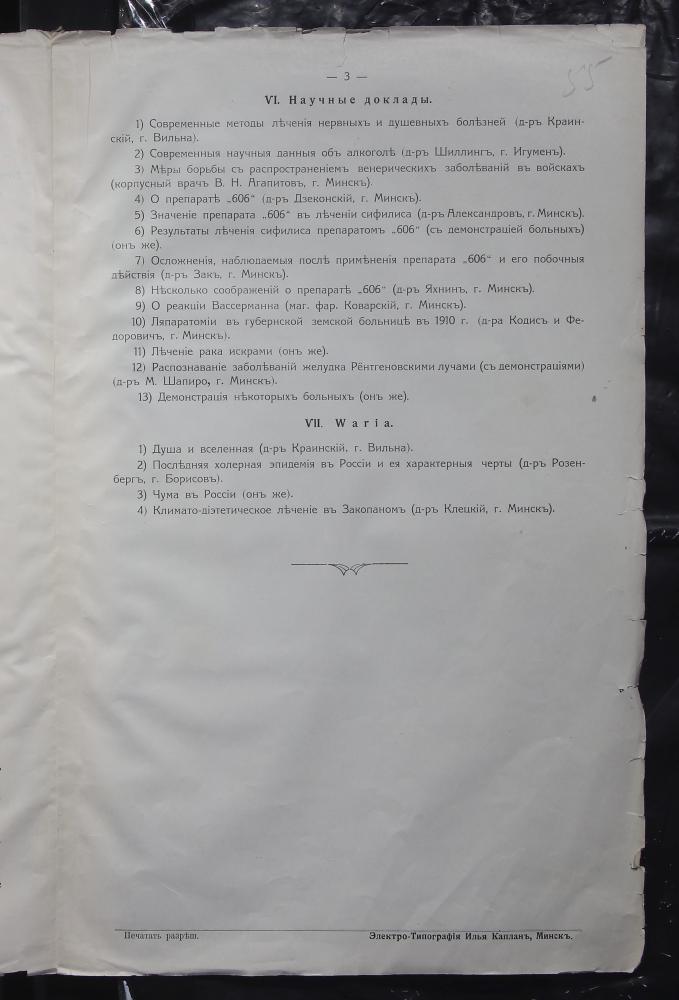 — 3 —
55
VI. Научные доклады.
1) Современные методы лѣченія нервныхъ и душевныхъ болѣзней (д-ръ Краин-
скій, г. Вильна).
2) Современныя научныя данныя объ алкоголѣ (д-ръ Шиллингъ, г. Игуменъ).
3) Мѣры борьбы съ распространеніемъ венерическихъ заболѣваній въ войскахъ
(корпусный врачъ В. Н. Агапитовъ, г. Минскъ).
4) О препаратѣ „606“ (д-ръ Дзеконскій, г. Минскъ).
5) Значеніе препарата „606“ въ лѣченіи сифилиса (д-ръ Александровъ, г. Минскъ).
6) Результаты лѣченія сифилиса препаратомъ „606“ (съ демонстраціей больныхъ)
(онъ же).
7) Осложненія, наблюдаемыя послѣ примѣненія препарата „606“ и его побочныя
дѣйствія (д-ръ Закъ, г. Минскъ).
8) Нѣсколько соображеній о препаратѣ „606“ (д-ръ Яхнинъ, г. Минскъ).
9) О реакціи Вассерманна (маг. фар. Коварскій, г. Минскъ).
10) Ляпаратоміи въ губернской земской больницѣ въ 1910 г. (д-ра Кодисъ и Фе-
доровичъ, г. Минскъ).
11) Лѣченіе рака искрами (онъ же).
12) Распознаваніе заболѣваній желудка Рёнтгеновскими лучами (съ демонстраціями)
(д-ръ М. Шапиро, г. Минскъ).
13) Демонстрація нѣкоторыхъ больныхъ (онъ же).
VII. Waria.
1) Душа и вселенная (д-ръ Краинскій, г. Вильна).
2) Послѣдняя холерная эпидемія въ Россіи и ея характерныя черты (д-ръ Розен-
бергъ, г. Борисовъ).
3) Чума въ Россіи (онъ же).
4) Климато-діэтетическое лѣченіе въ Закопаномъ (д-ръ Клецкій, г. Минскъ).
Печатать разрѣш.
Электро-Типографія Илья Капланъ, Минскъ.